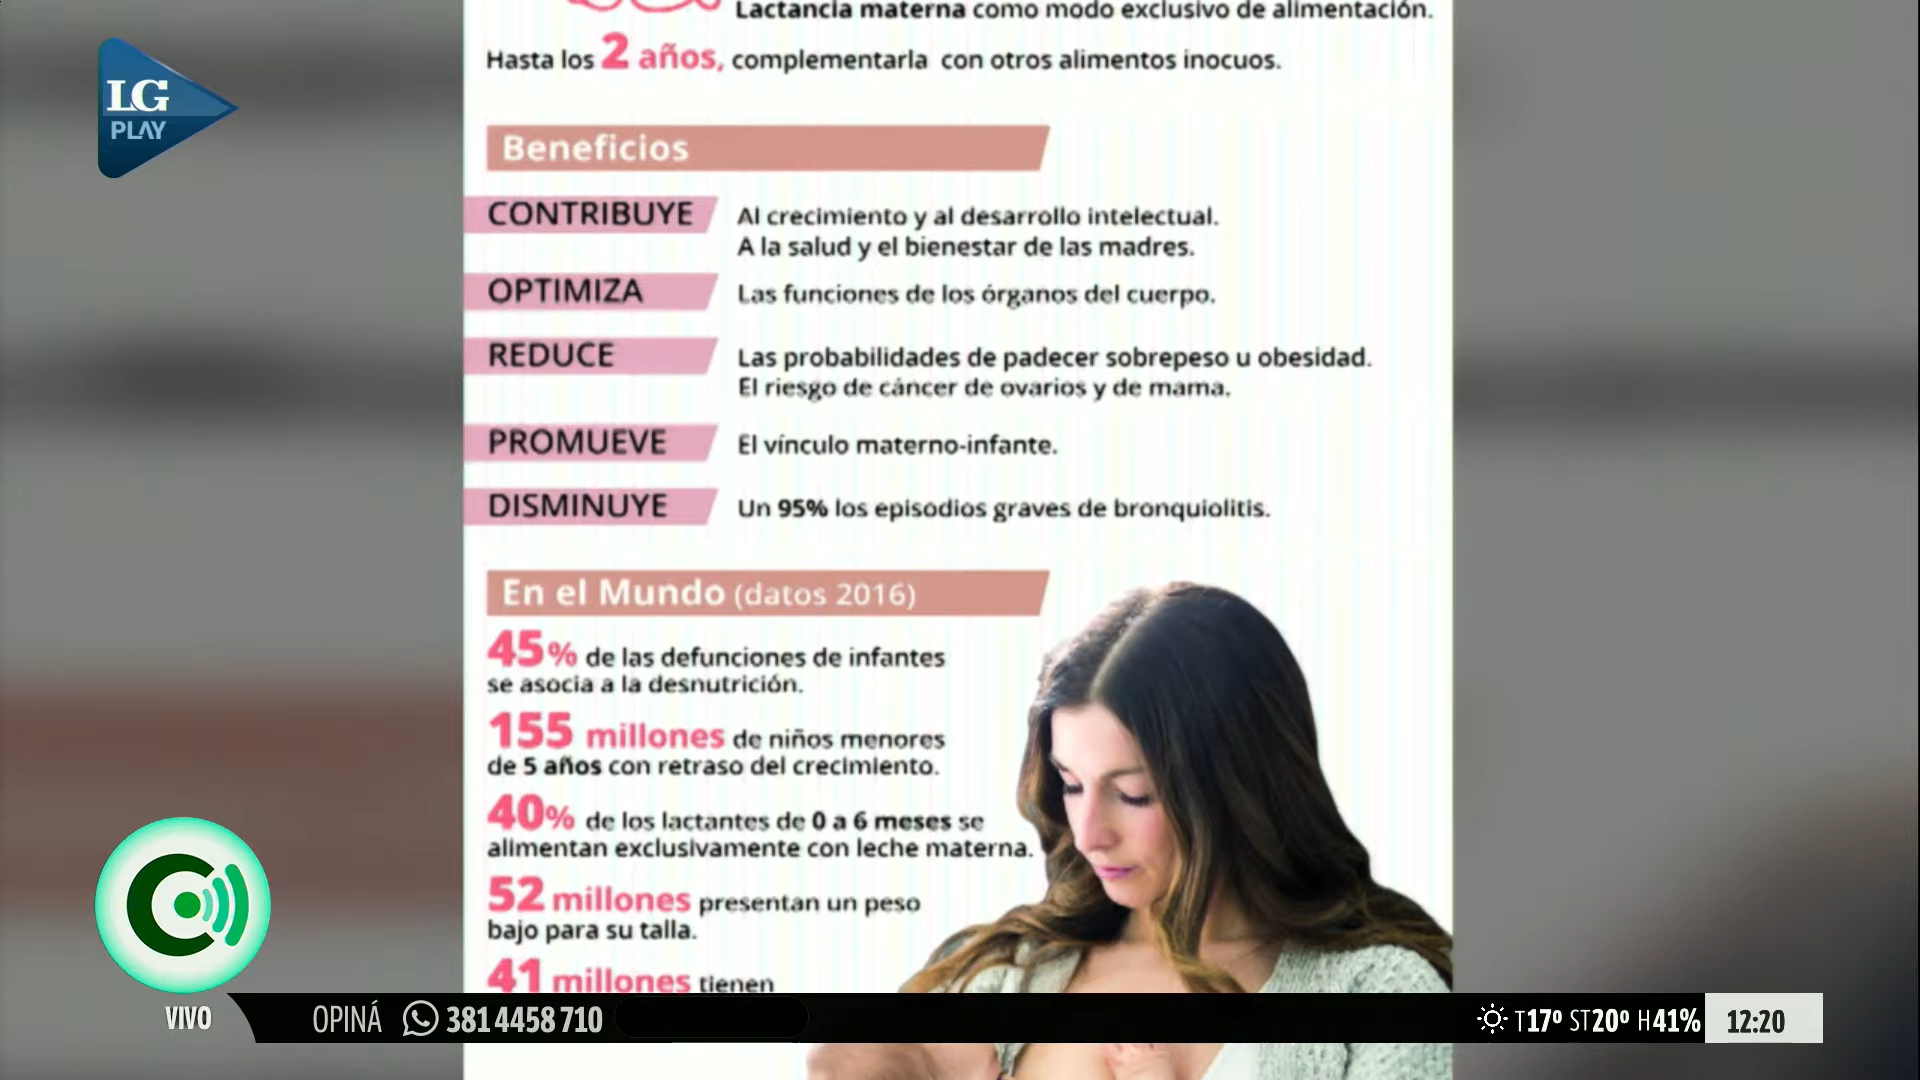 Lactancia materna como modo exclusivo de alimentación.
Hasta los 2 años, complementarla con otros alimentos inocuos.
LG
PLAY
Beneficios
CONTRIBUYE Al crecimiento y al desarrollo intelectual.
A la salud y el bienestar de las madres.
OPTIMIZA Las funciones de los órganos del cuerpo.
REDUCE Las probabilidades de padecer sobrepeso u obesidad.
El riesgo de cáncer de ovarios y de mama.
PROMUEVE El vínculo materno-infante.
DISMINUYE Un 95% los episodios graves de bronquiolitis.
En el Mundo (datos 2016)
45% de las defunciones de infantes
se asocia a la desnutrición.
155 millones de niños menores
de 5 años con retraso del crecimiento.
40% de los lactantes de 0 a 6 meses se
alimentan exclusivamente con leche materna.
52 millones presentan un peso
bajo para su talla.
41 millones tienen
VIVO OPINÁ 381 4458 710 T17º ST20º H41% 12:20